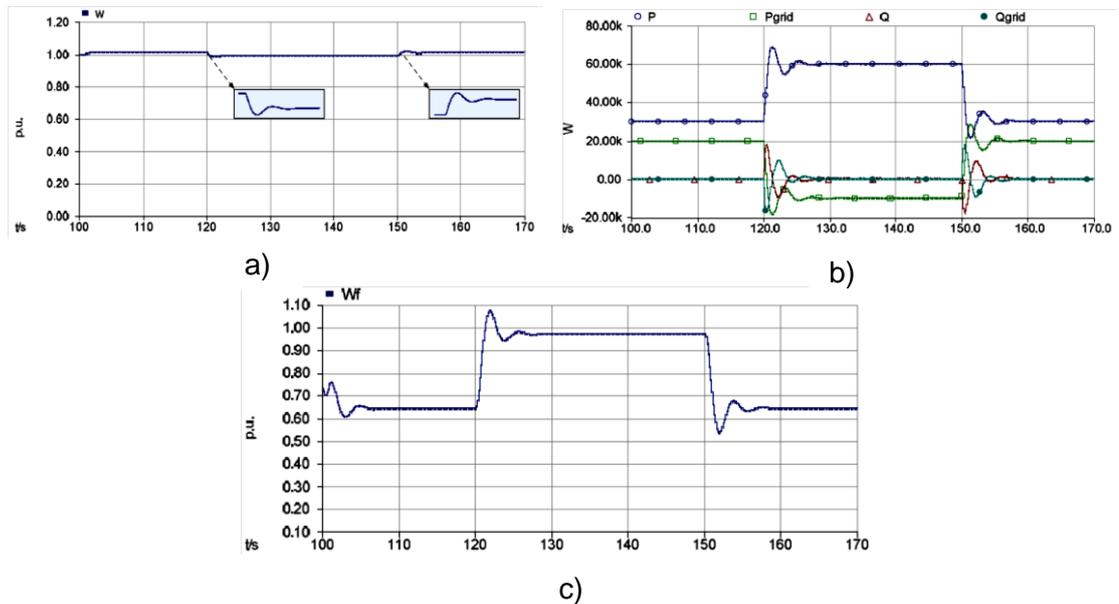 w
1.20
1.00
0.80
0.60
0.40
0.20
0.00
p.u.
t/s
100 110 120 130 140 150 160 170
a)
P Pgrid Q Qgrid
80.00k
60.00k
40.00k
20.00k
0.00
-20.00k
W
t/s
100.0 110.0 120.0 130.0 140.0 150.0 160.0 170.0
b)
Wf
1.10
1.00
0.90
0.80
0.70
0.60
0.50
0.40
0.30
0.20
0.10
p.u.
t/s
100 110 120 130 140 150 160 170
c)